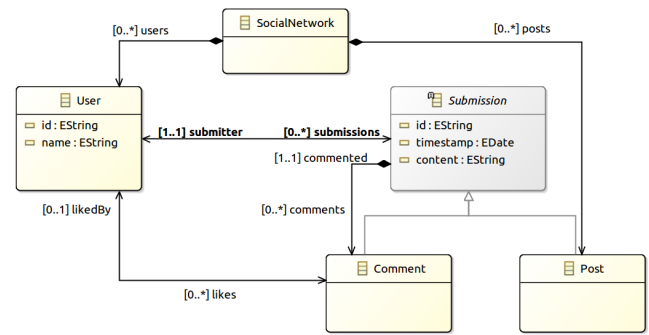 SocialNetwork
[0..*] users
[0..*] posts
User
id : EString
name : EString
Submission
id : EString
timestamp : EDate
content : EString
[1..1] submitter
[0..*] submissions
[1..1] commented
[0..1] likedBy
[0..*] comments
Comment
Post
[0..*] likes